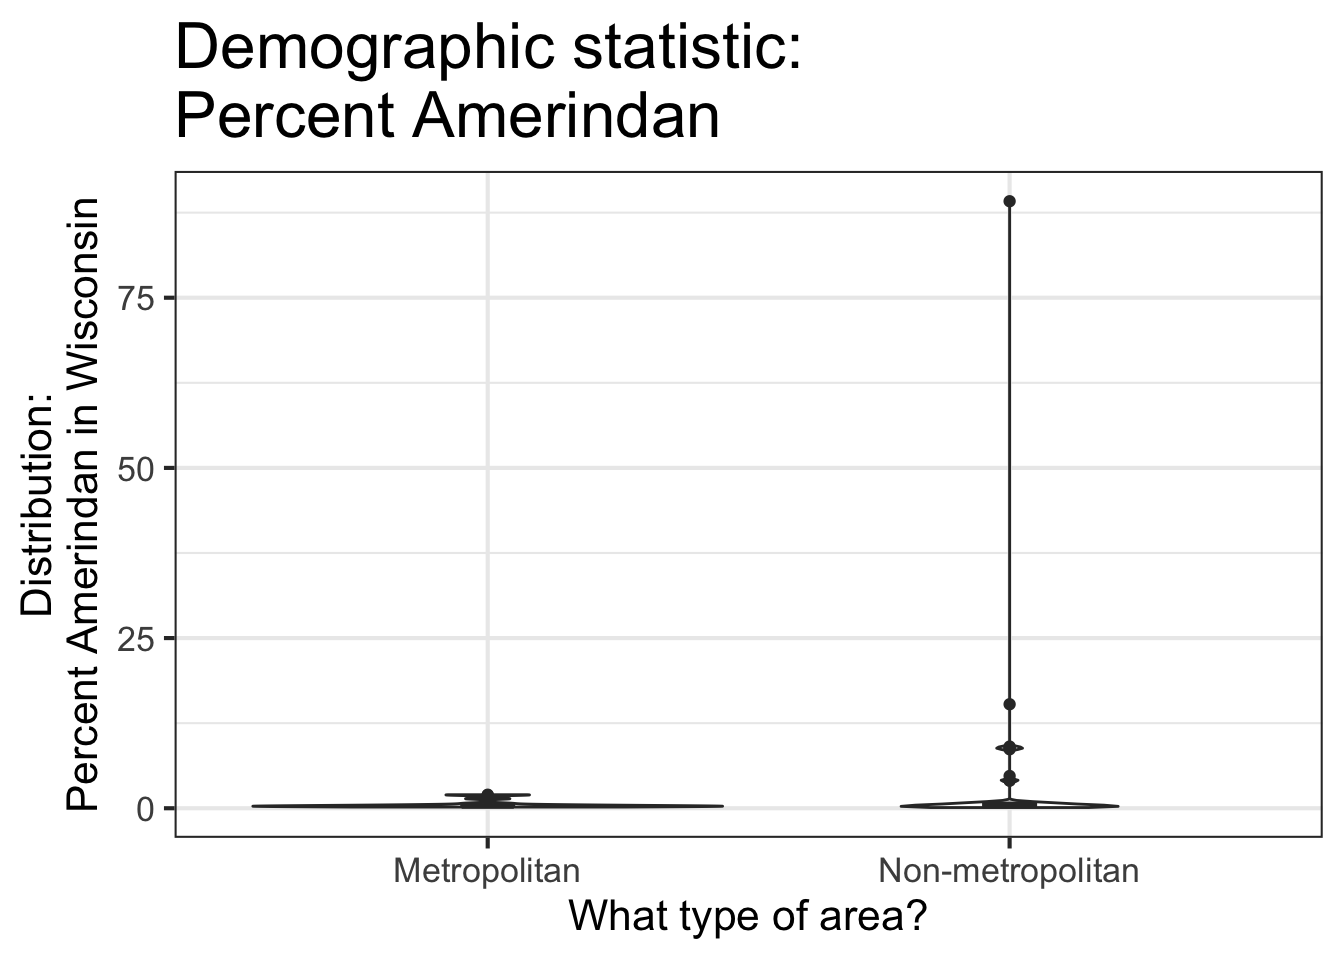 Demographic statistic:
Percent Amerindan
Distribution:
Percent Amerindan in Wisconsin
75
50
25
0
Metropolitan
Non-metropolitan
What type of area?